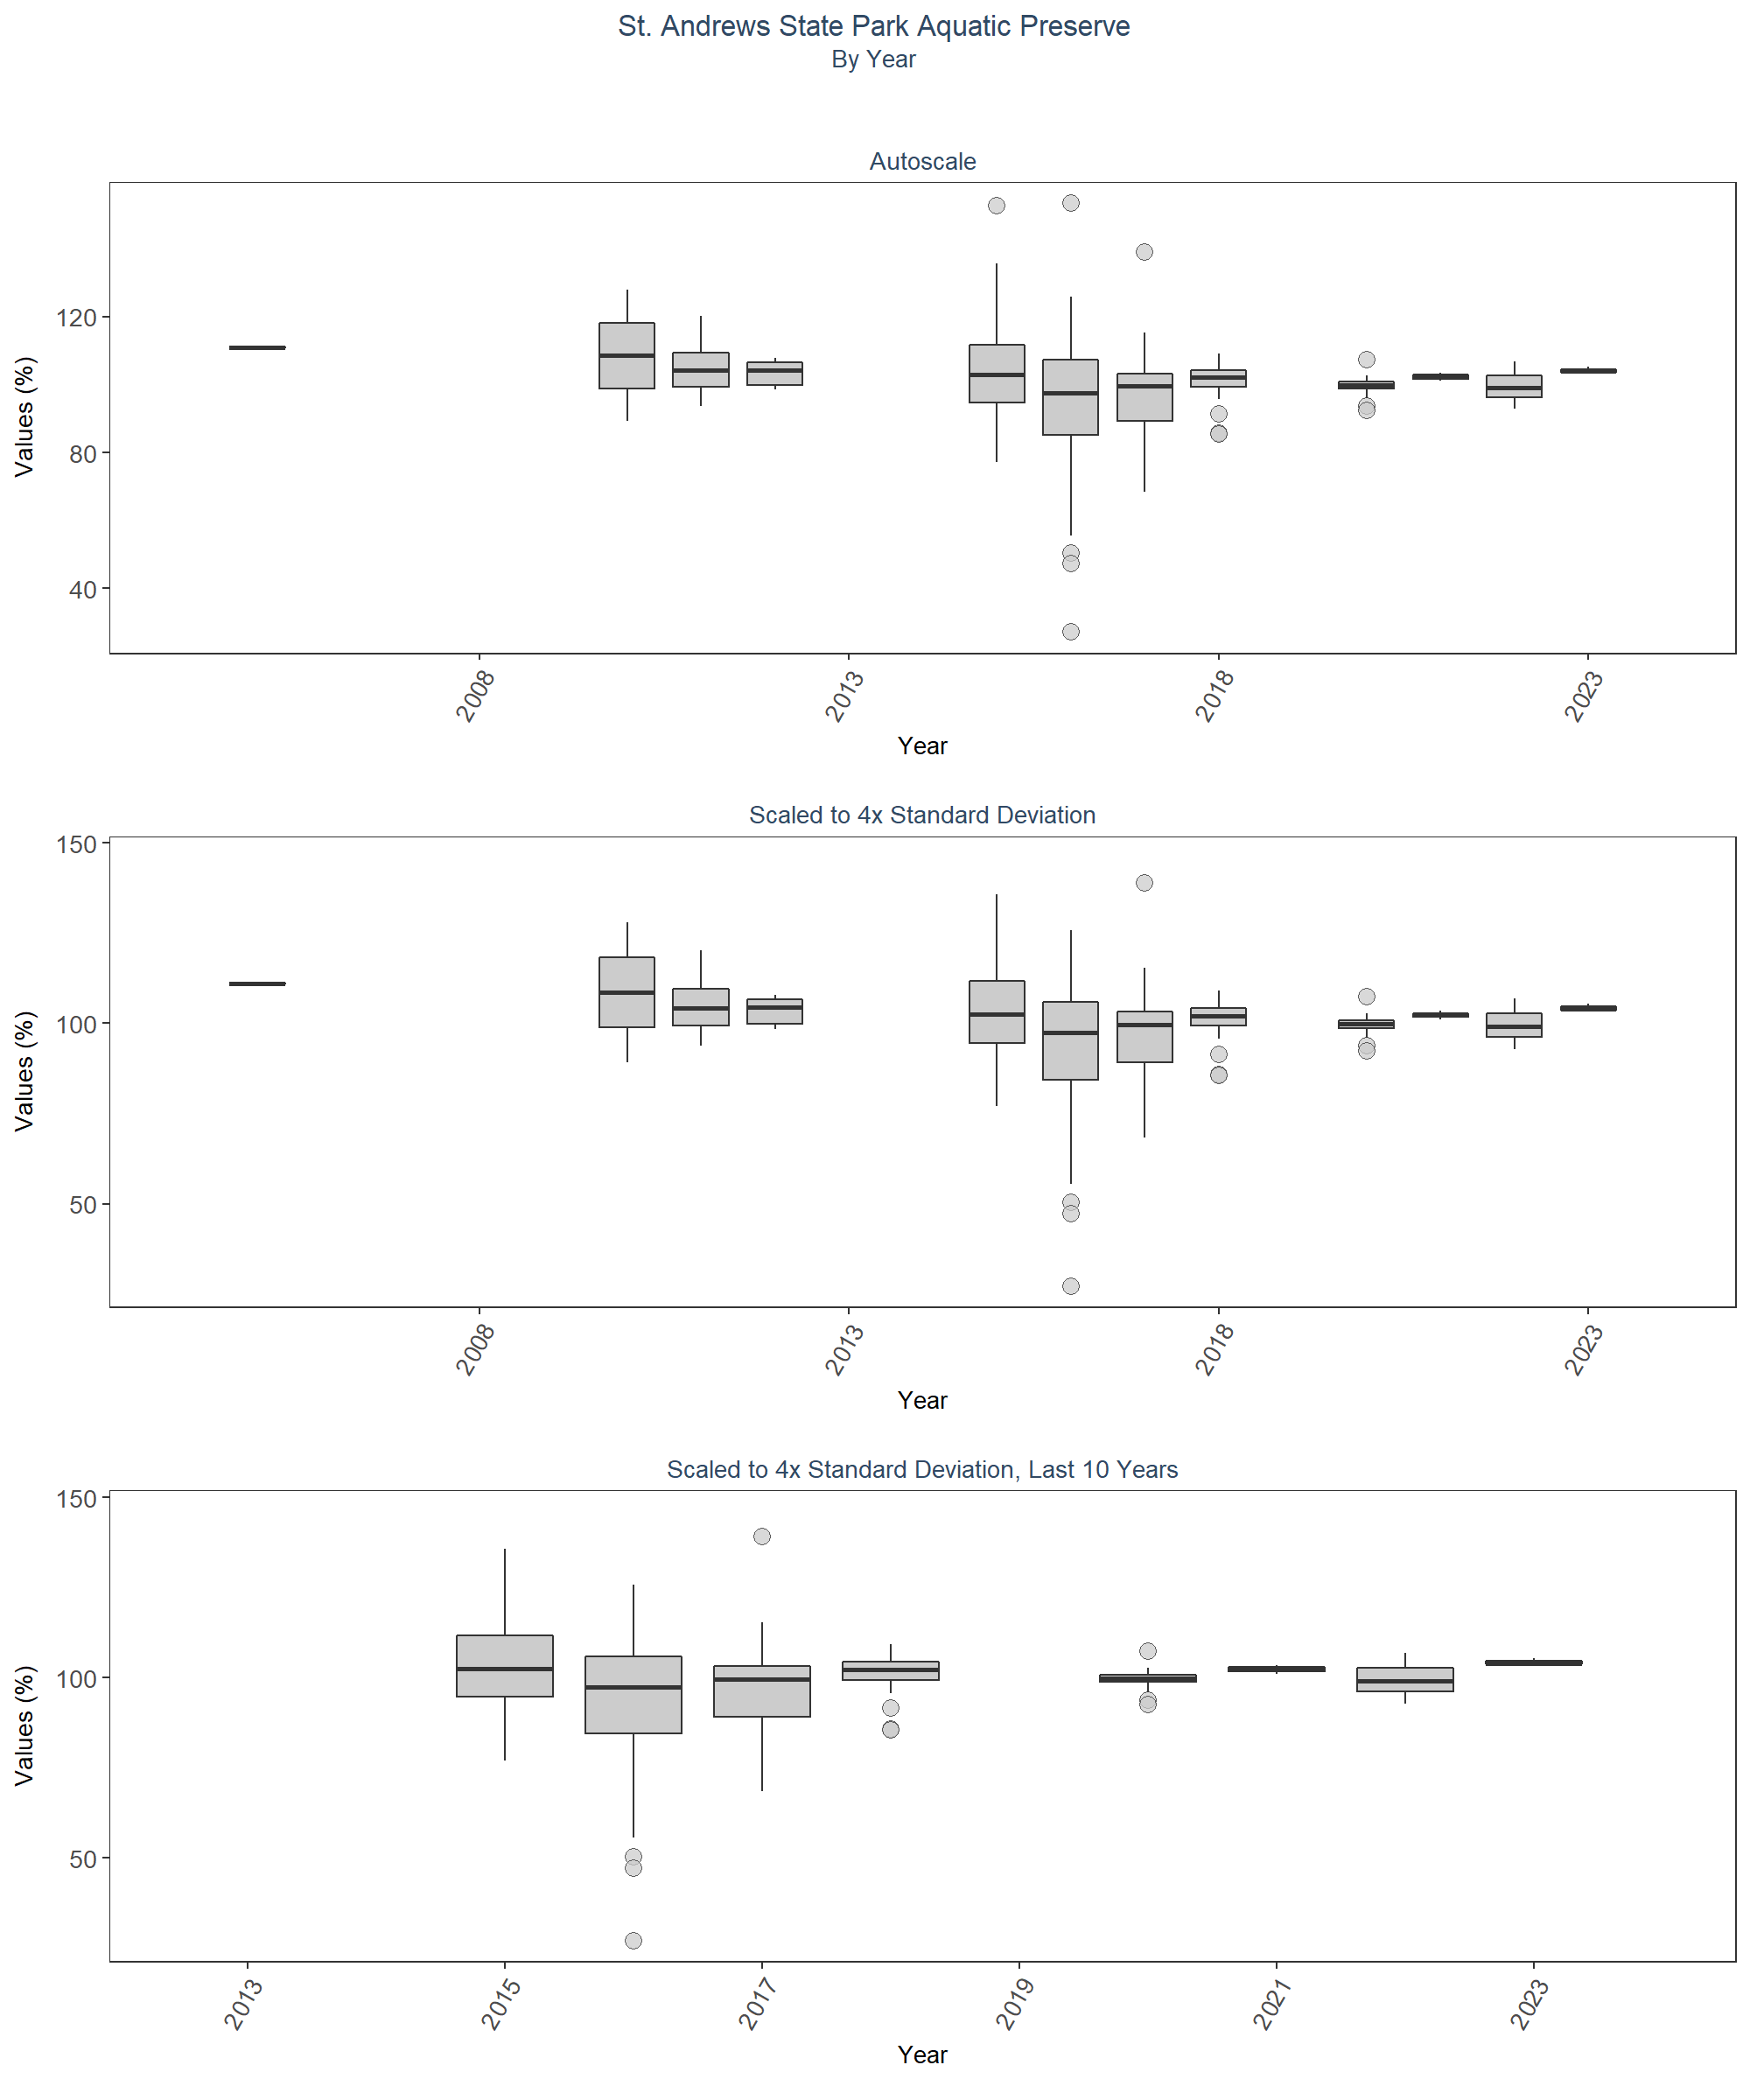 St. Andrews State Park Aquatic Preserve
By Year
Autoscale
Values (%)
120
80
40
2008
2013
2018
2023
Year
Scaled to 4x Standard Deviation
Values (%)
150
100
50
2008
2013
2018
2023
Year
Scaled to 4x Standard Deviation, Last 10 Years
Values (%)
150
100
50
2013
2015
2017
2019
2021
2023
Year